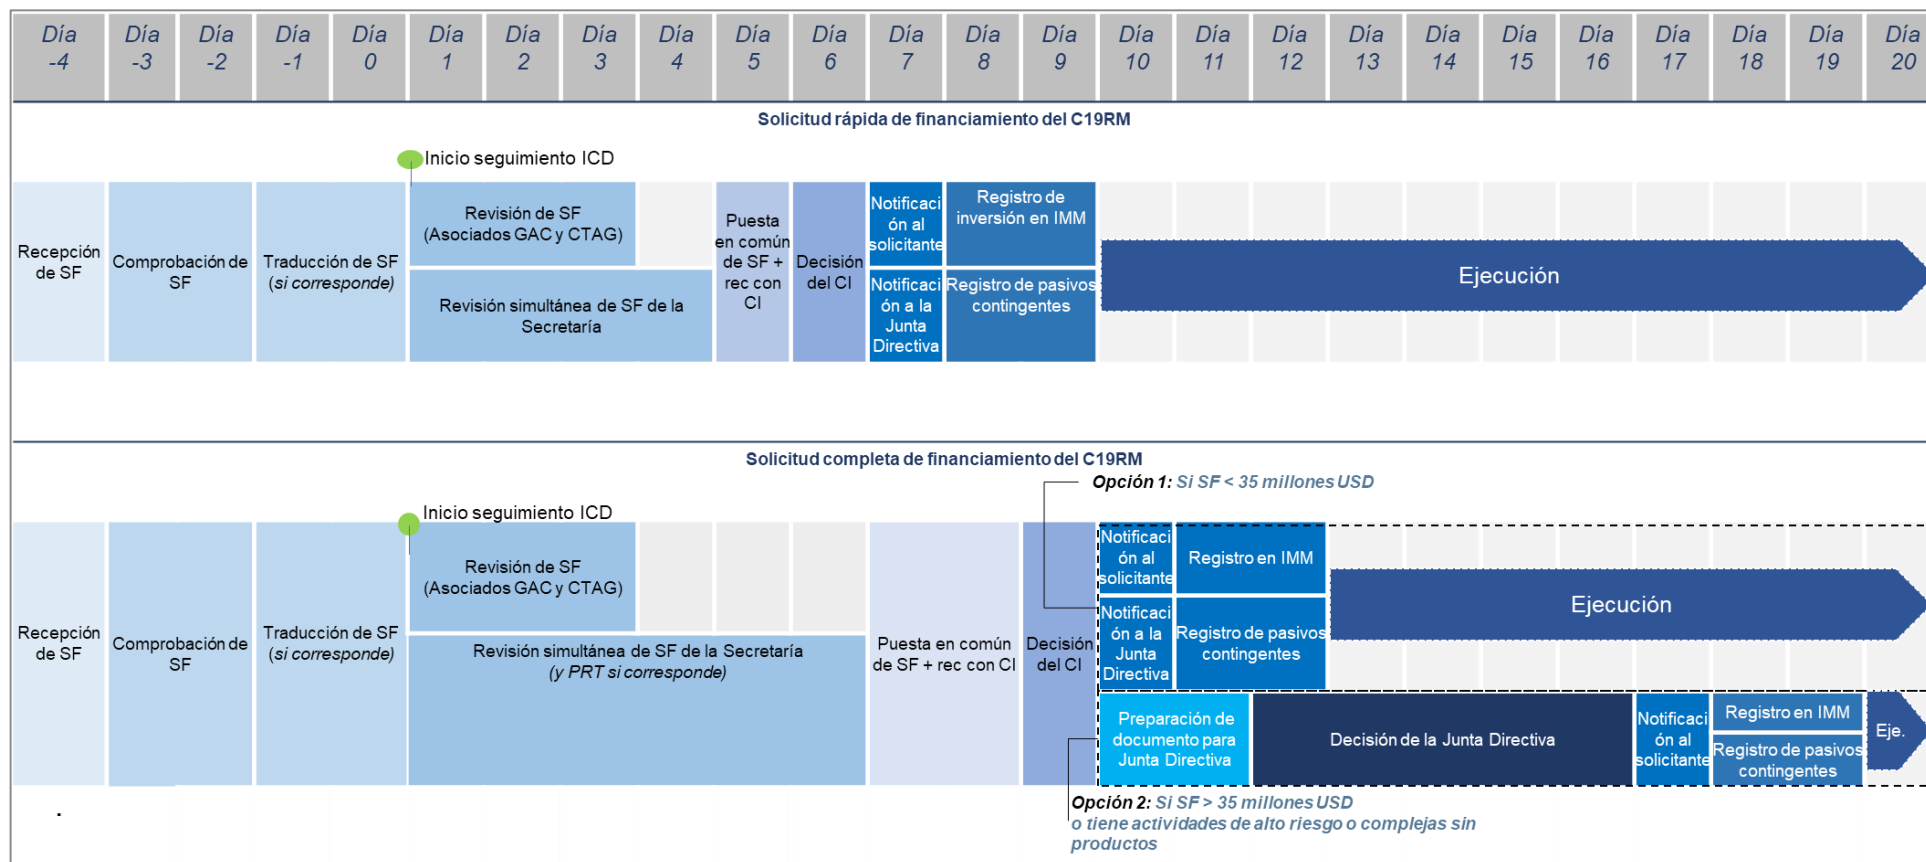 Día Día Día Día Día Día Día Día Día Día Día Día Día Día Día Día Día Día Día Día Día Día Día Día Día
-4 -3 -2 -1 0 1 2 3 4 5 6 7 8 9 10 11 12 13 14 15 16 17 18 19 20
Solicitud rápida de financiamiento del C19RM
Inicio seguimiento ICD
Recepción
de SF
Comprobación de
SF
Traducción de SF
(si corresponde)
Revisión de SF
(Asociados GAC y CTAG)
Revisión simultánea de SF de la
Secretaría
Puesta
en común
de SF +
rec con
CI
Decisión
del CI
Notificaci
ón al
solicitante
Notificaci
ón a la
Junta
Directiva
Registro de
inversión en IMM
Registro de pasivos
contingentes
Ejecución
Solicitud completa de financiamiento del C19RM
Opción 1: Si SF < 35 millones USD
Inicio seguimiento ICD
Recepción
de SF
Comprobación de
SF
Traducción de SF
(si corresponde)
Revisión de SF
(Asociados GAC y CTAG)
Revisión simultánea de SF de la Secretaría
(y PRT si corresponde)
Puesta en común
de SF + rec con CI
Decisión
del CI
Notificaci
ón al
solicitante
Notificaci
ón a la
Junta
Directiva
Registro en IMM
Registro de pasivos
contingentes
Ejecución
Preparación de
documento para
Junta Directiva
Decisión de la Junta Directiva
Notificaci
ón al
solicitante
Registro en IMM
Registro de pasivos
contingentes
Eje.
.
Opción 2: Si SF > 35 millones USD
o tiene actividades de alto riesgo o complejas sin
productos